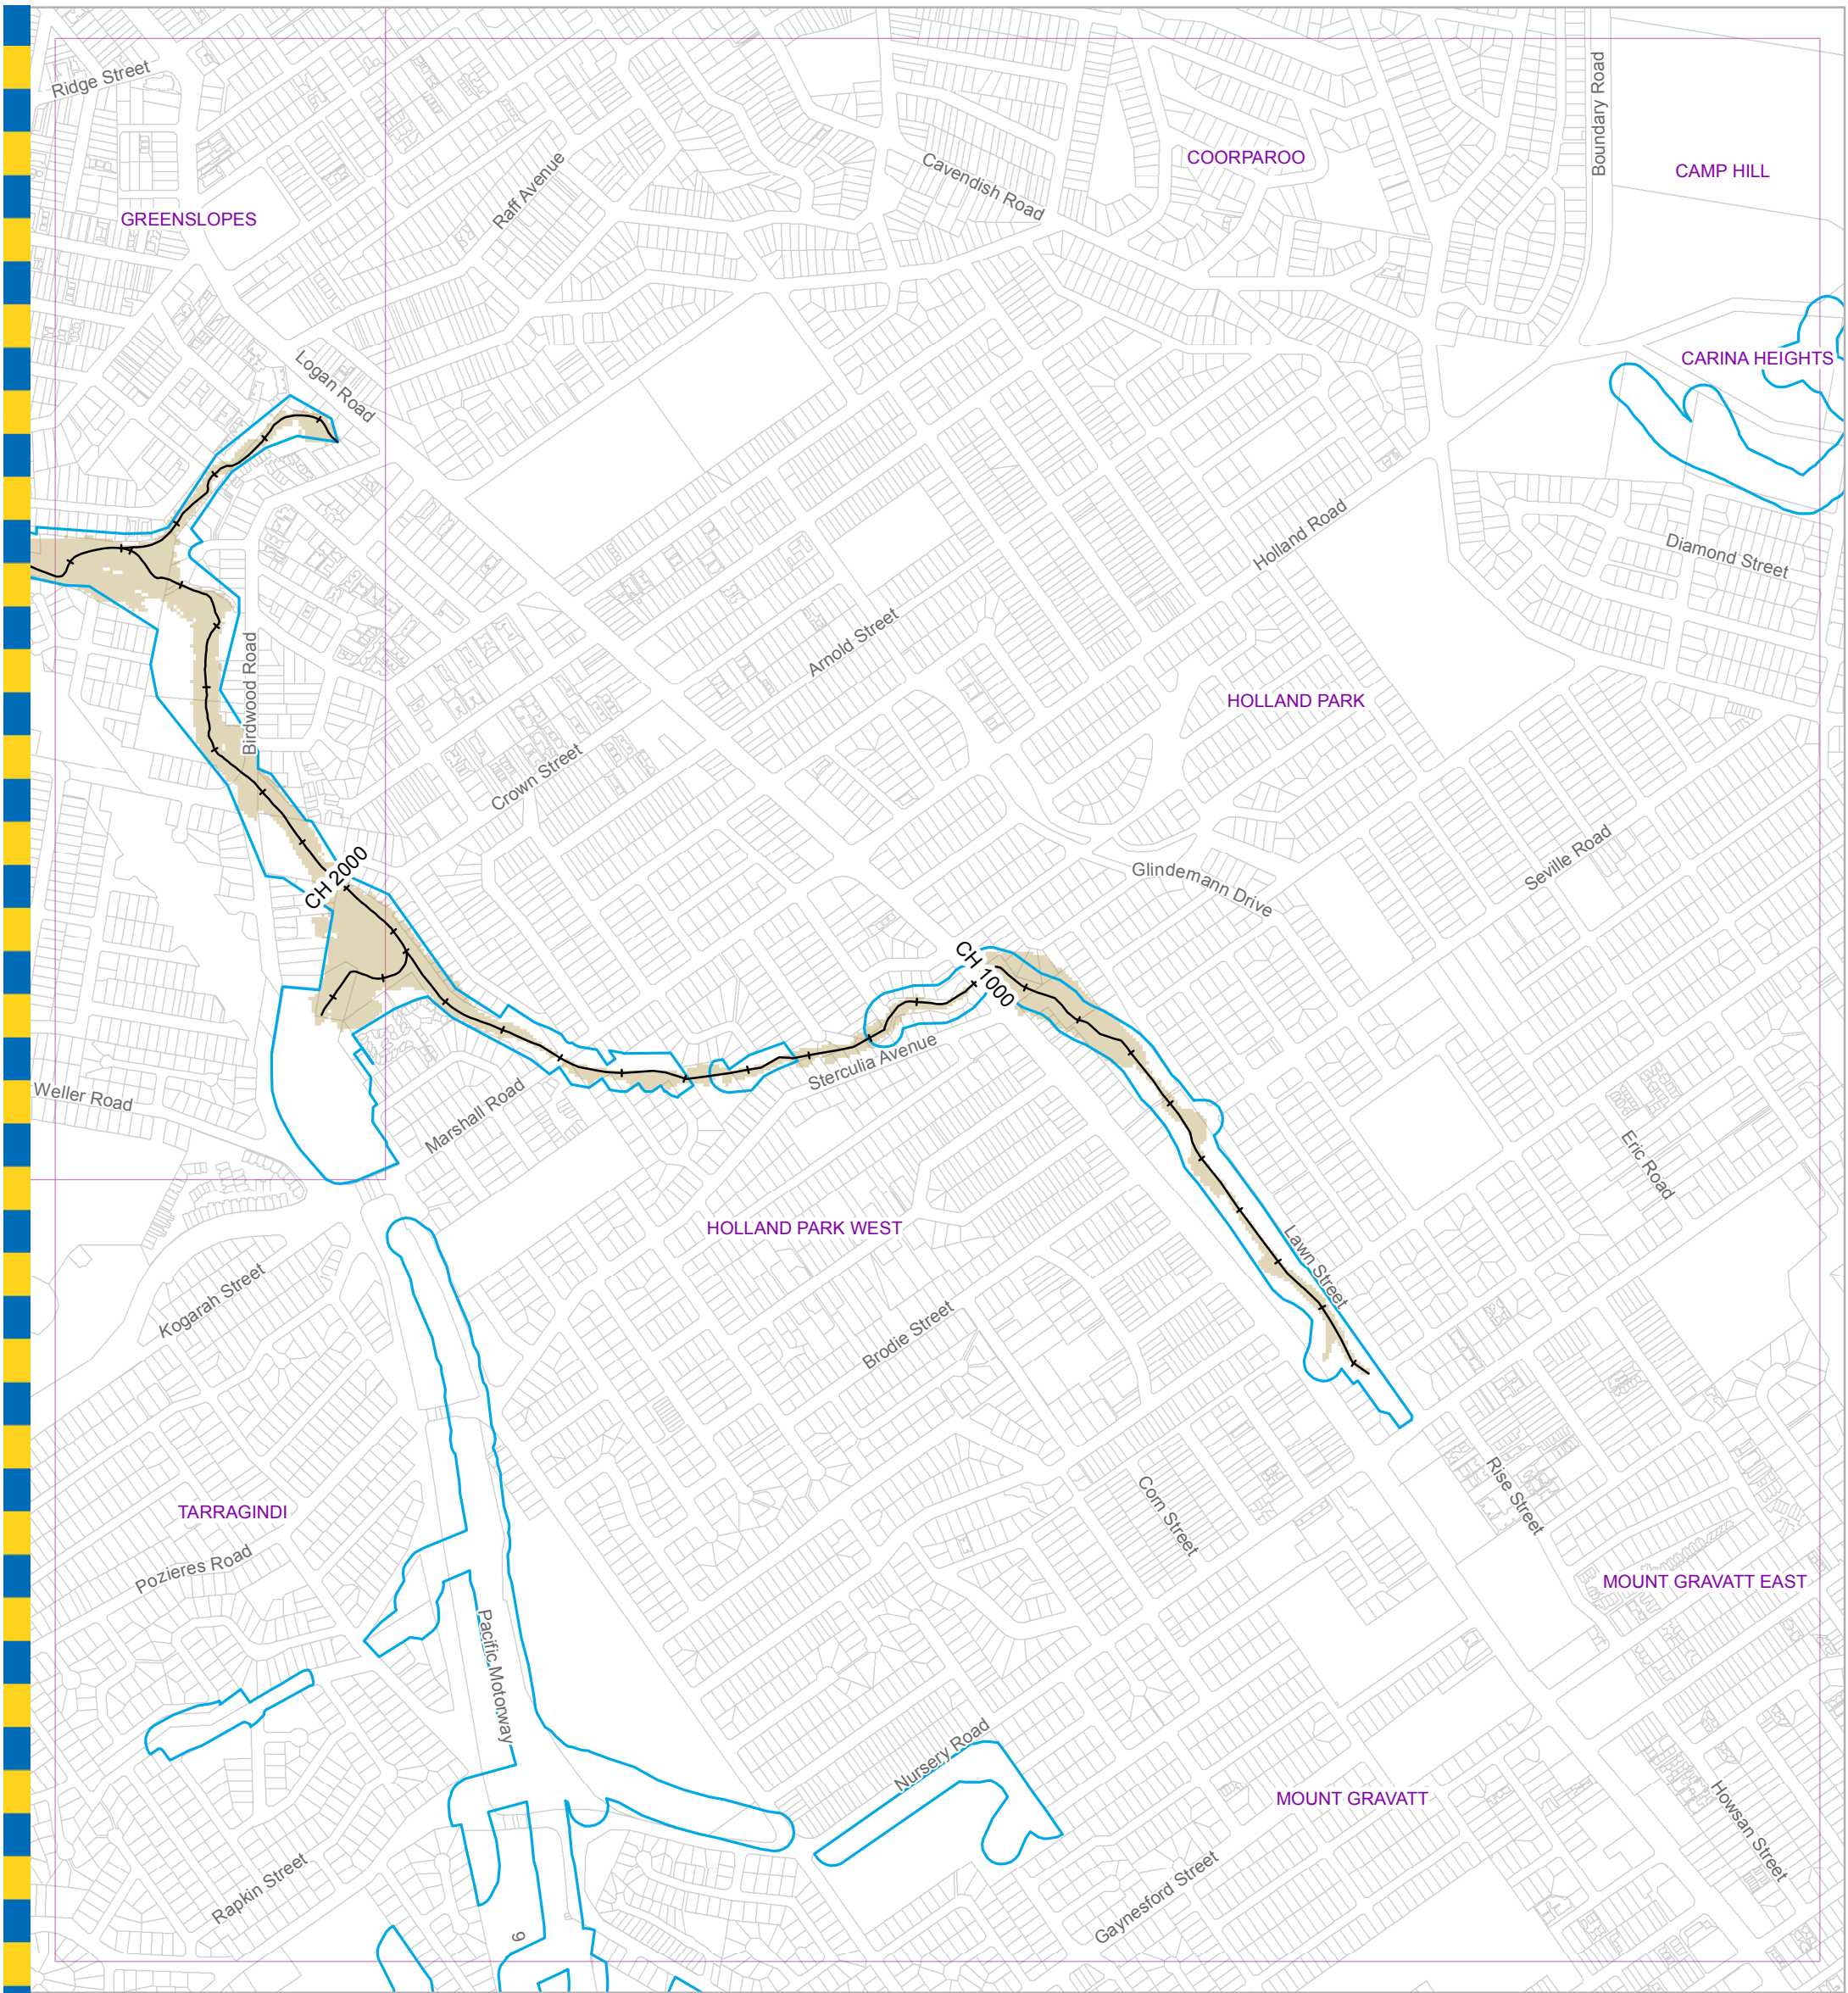 Ridge Street
Boundary Road
COORPAROO
CAMP HILL
Raff Avenue
Cavendish Road
GREENSLOPES
CARINA HEIGHTS
Logan Road
Holland Road
Diamond Street
Arnold Street
Birdwood Road
HOLLAND PARK
Crown Street
Seville Road
CH 2000
Glindemann Drive
CH 1000
Sterculia Avenue
Weller Road
Marshall Road
Eric Road
HOLLAND PARK WEST
Lawn Street
Kogarah Street
Brodie Street
TARRAGINDI
Corn Street
Rise Street
Pozieres Road
MOUNT GRAVATT EAST
Pacific Motorway
Nursery Road
MOUNT GRAVATT
Howsan Street
Rapkin Street
Gaynesford Street
9